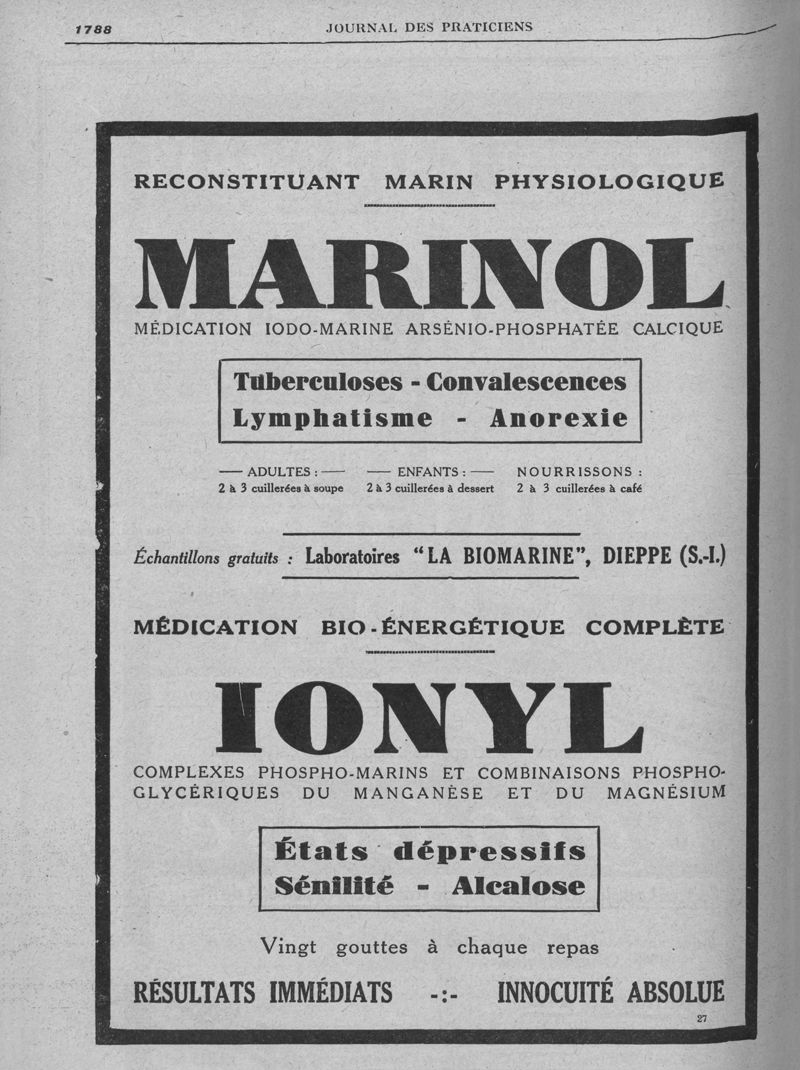 1788
JOURNAL DES PRATICIENS
RECONSTITUANT MARIN PHYSIOLOGIQUE
MARINOL
MÉDICATION IODO-MARINE ARSÉNIO-PHOSPHATÉE CALCIQUE
Tuberculoses - Convalescences
Lymphatisme - Anorexie
— ADULTES : — — ENFANTS : — NOURRISSONS :
2 à 3 cuillerées à soupe 2 à 3 cuillerées à dessert 2 à 3 cuillerées à café
Échantillons gratuits : Laboratoires "LA BIOMARINE", DIEPPE (S.-I.)
MÉDICATION BIO-ÉNERGÉTIQUE COMPLÈTE
IONYL
COMPLEXES PHOSPHO-MARINS ET COMBINAISONS PHOSPHO-
GLYCÉRIQUES DU MANGANÈSE ET DU MAGNÉSIUM
États dépressifs
Sénilité - Alcalose
Vingt gouttes à chaque repas
RÉSULTATS IMMÉDIATS -:- INNOCUITÉ ABSOLUE
27